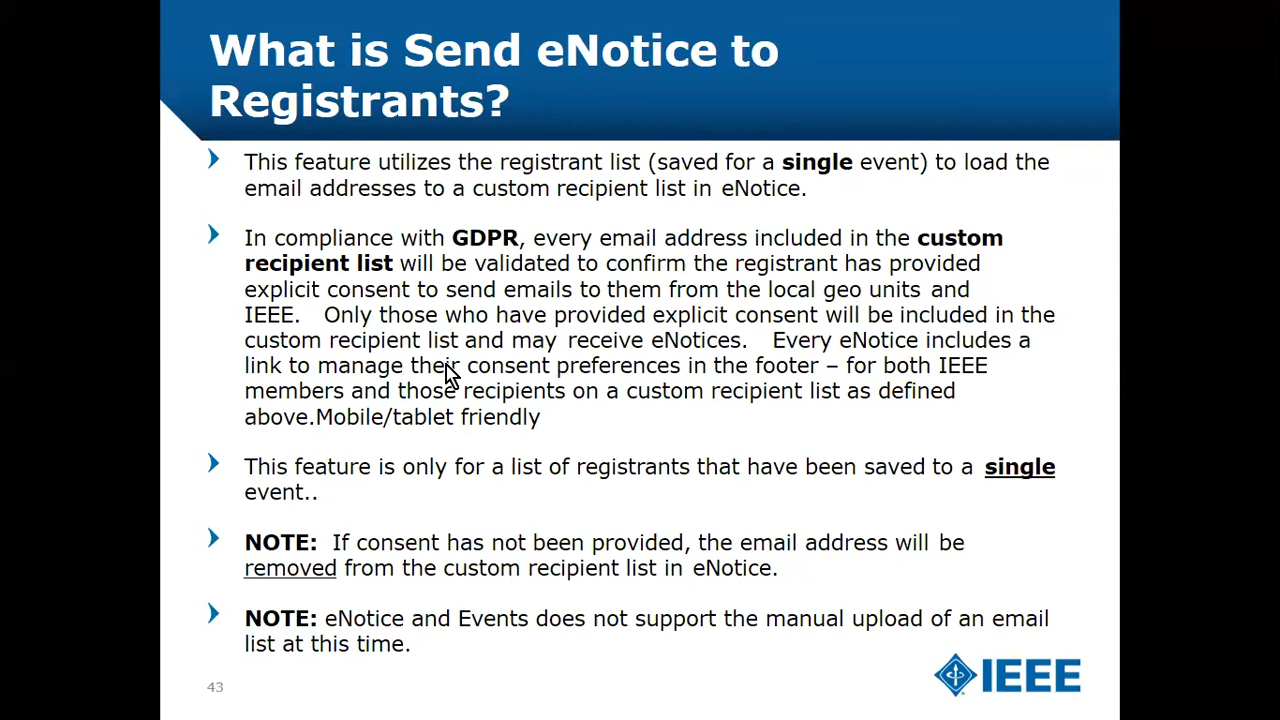 What is Send eNotice to
Registrants?
This feature utilizes the registrant list (saved for a single event) to load the
email addresses to a custom recipient list in eNotice.
In compliance with GDPR, every email address included in the custom
recipient list will be validated to confirm the registrant has provided
explicit consent to send emails to them from the local geo units and
IEEE. Only those who have provided explicit consent will be included in the
custom recipient list and may receive eNotices. Every eNotice includes a
link to manage their consent preferences in the footer – for both IEEE
members and those recipients on a custom recipient list as defined
above.Mobile/tablet friendly
This feature is only for a list of registrants that have been saved to a single
event..
NOTE: If consent has not been provided, the email address will be
removed from the custom recipient list in eNotice.
NOTE: eNotice and Events does not support the manual upload of an email
list at this time.
43
IEEE